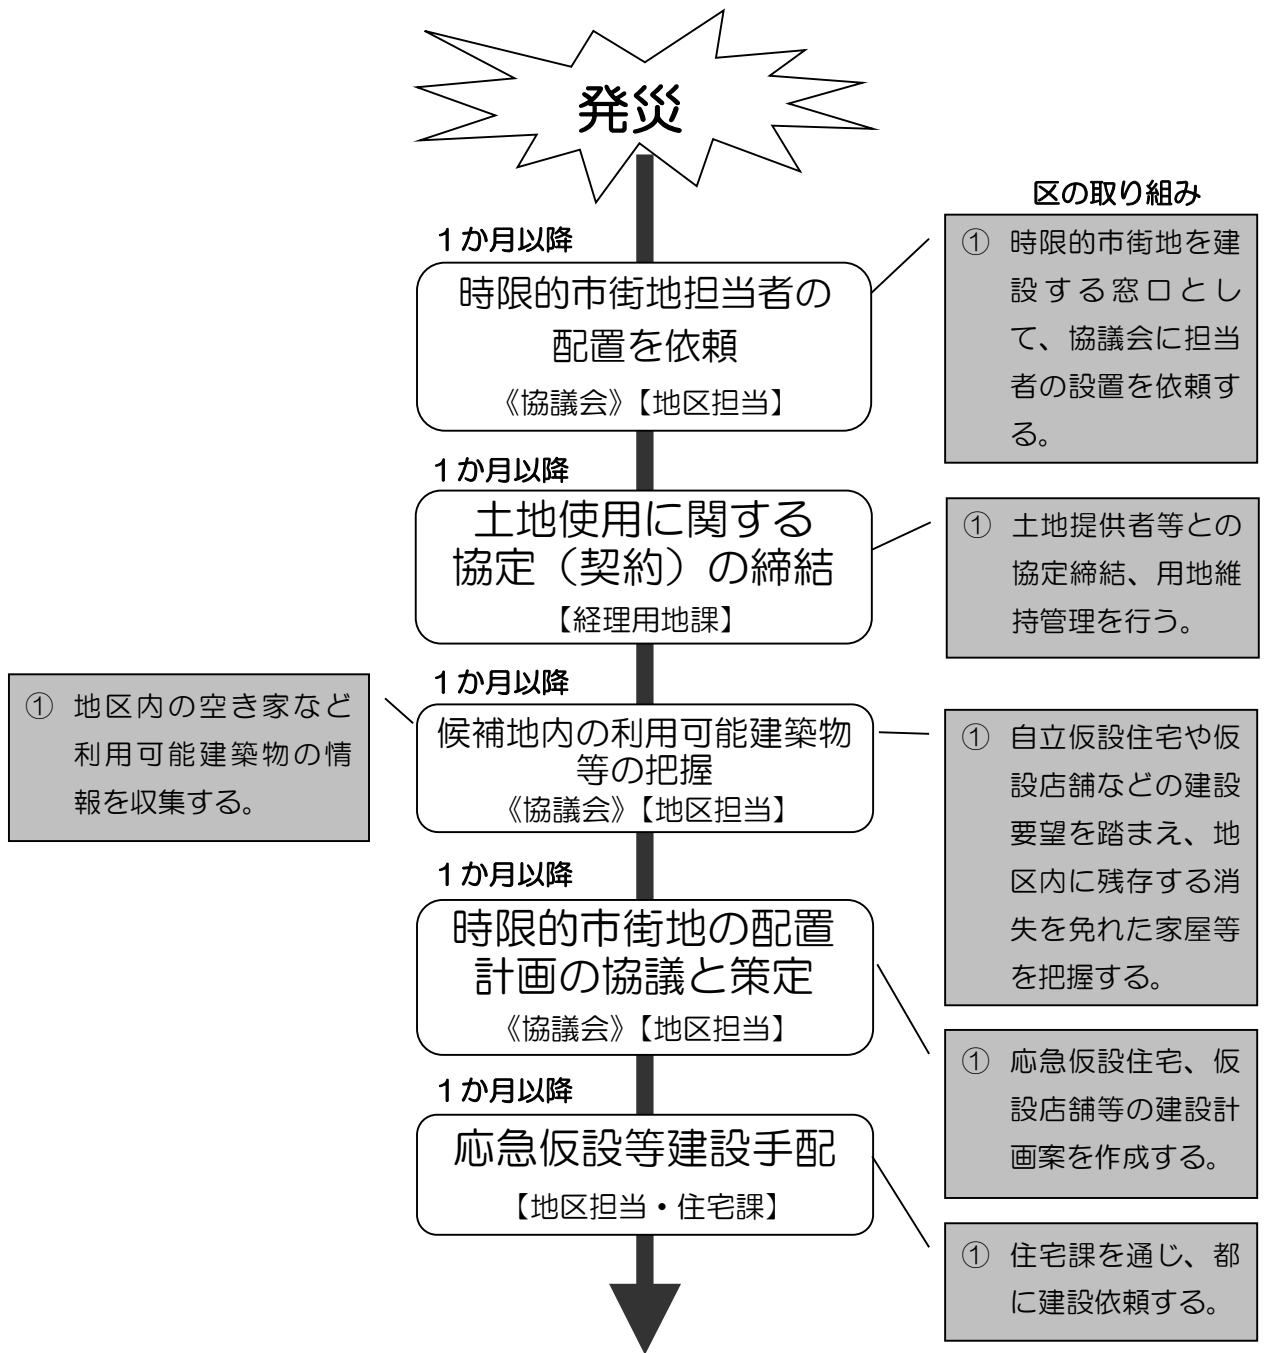 発災
区の取り組み
１か月以降
時限的市街地担当者の
配置を依頼
《協議会》【地区担当】
① 時限的市街地を建
設する窓口とし
て、協議会に担当
者の設置を依頼す
る。
１か月以降
土地使用に関する
協定（契約）の締結
【経理用地課】
① 土地提供者等との
協定締結、用地維
持管理を行う。
１か月以降
候補地内の利用可能建築物
等の把握
《協議会》【地区担当】
① 地区内の空き家など
利用可能建築物の情
報を収集する。
① 自立仮設住宅や仮
設店舗などの建設
要望を踏まえ、地
区内に残存する消
失を免れた家屋等
を把握する。
１か月以降
時限的市街地の配置
計画の協議と策定
《協議会》【地区担当】
① 応急仮設住宅、仮
設店舗等の建設計
画案を作成する。
１か月以降
応急仮設等建設手配
【地区担当・住宅課】
① 住宅課を通じ、都
に建設依頼する。